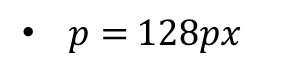 • p = 128px